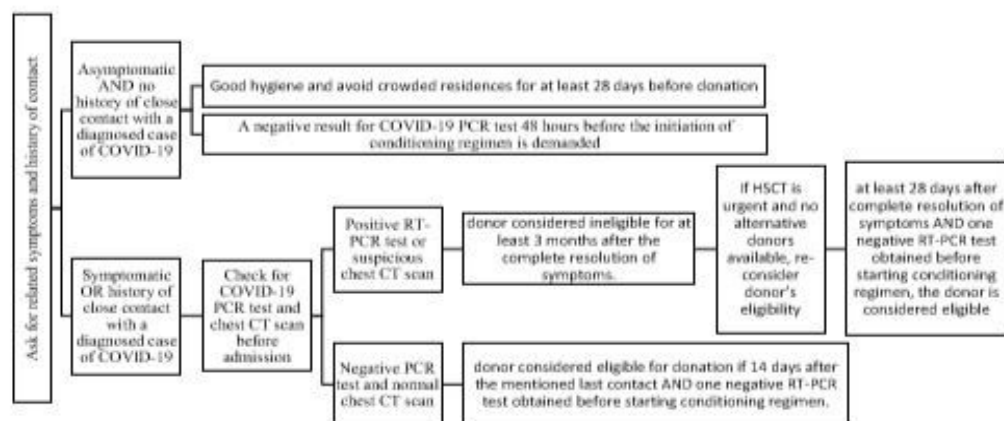 Ask for related symptoms and history of contact
Asymptomatic
AND no
history of close
contact with a
diagnosed case
of COVID-19
Good hygiene and avoid crowded residences for at least 28 days before donation
A negative result for COVID-19 PCR test 48 hours before the initiation of
conditioning regimen is demanded
Symptomatic
OR history of
close contact
with a
diagnosed case
of COVID-19
Check for
COVID-19
PCR test and
chest CT scan
before
admission
Positive RT-
PCR test or
suspicious
chest CT scan
donor considered ineligible for at
least 3 months after the
complete resolution of
symptoms.
If HSCT is
urgent and no
alternative
donors
available, re-
consider
donor's
eligibility
at least 28 days after
complete resolution of
symptoms AND one
negative RT-PCR test
obtained before
starting conditioning
regimen, the donor is
considered eligible
Negative PCR
test and normal
chest CT scan
donor considered eligible for donation if 14 days after
the mentioned last contact AND one negative RT-PCR
test obtained before starting conditioning regimen.